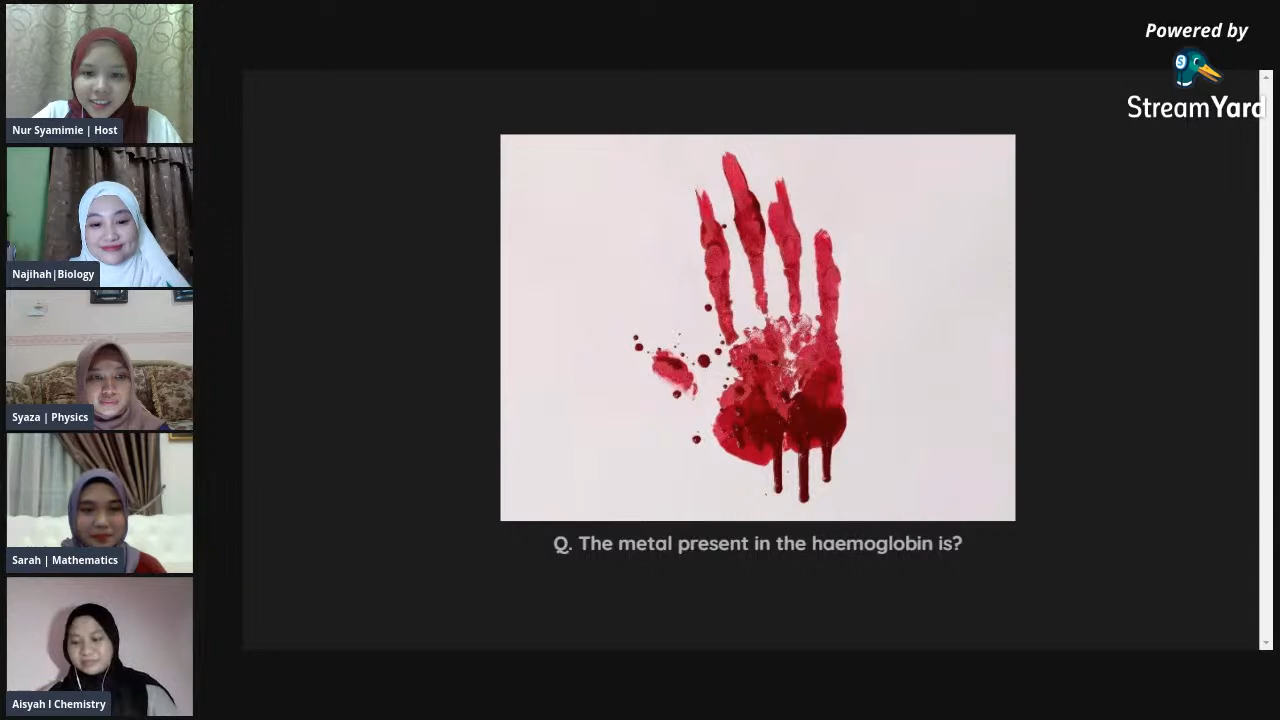 Powered by
StreamYard
Nur Syamimie | Host
Najihah|Biology
Syaza | Physics
Sarah | Mathematics
Aisyah I Chemistry
Q. The metal present in the haemoglobin is?